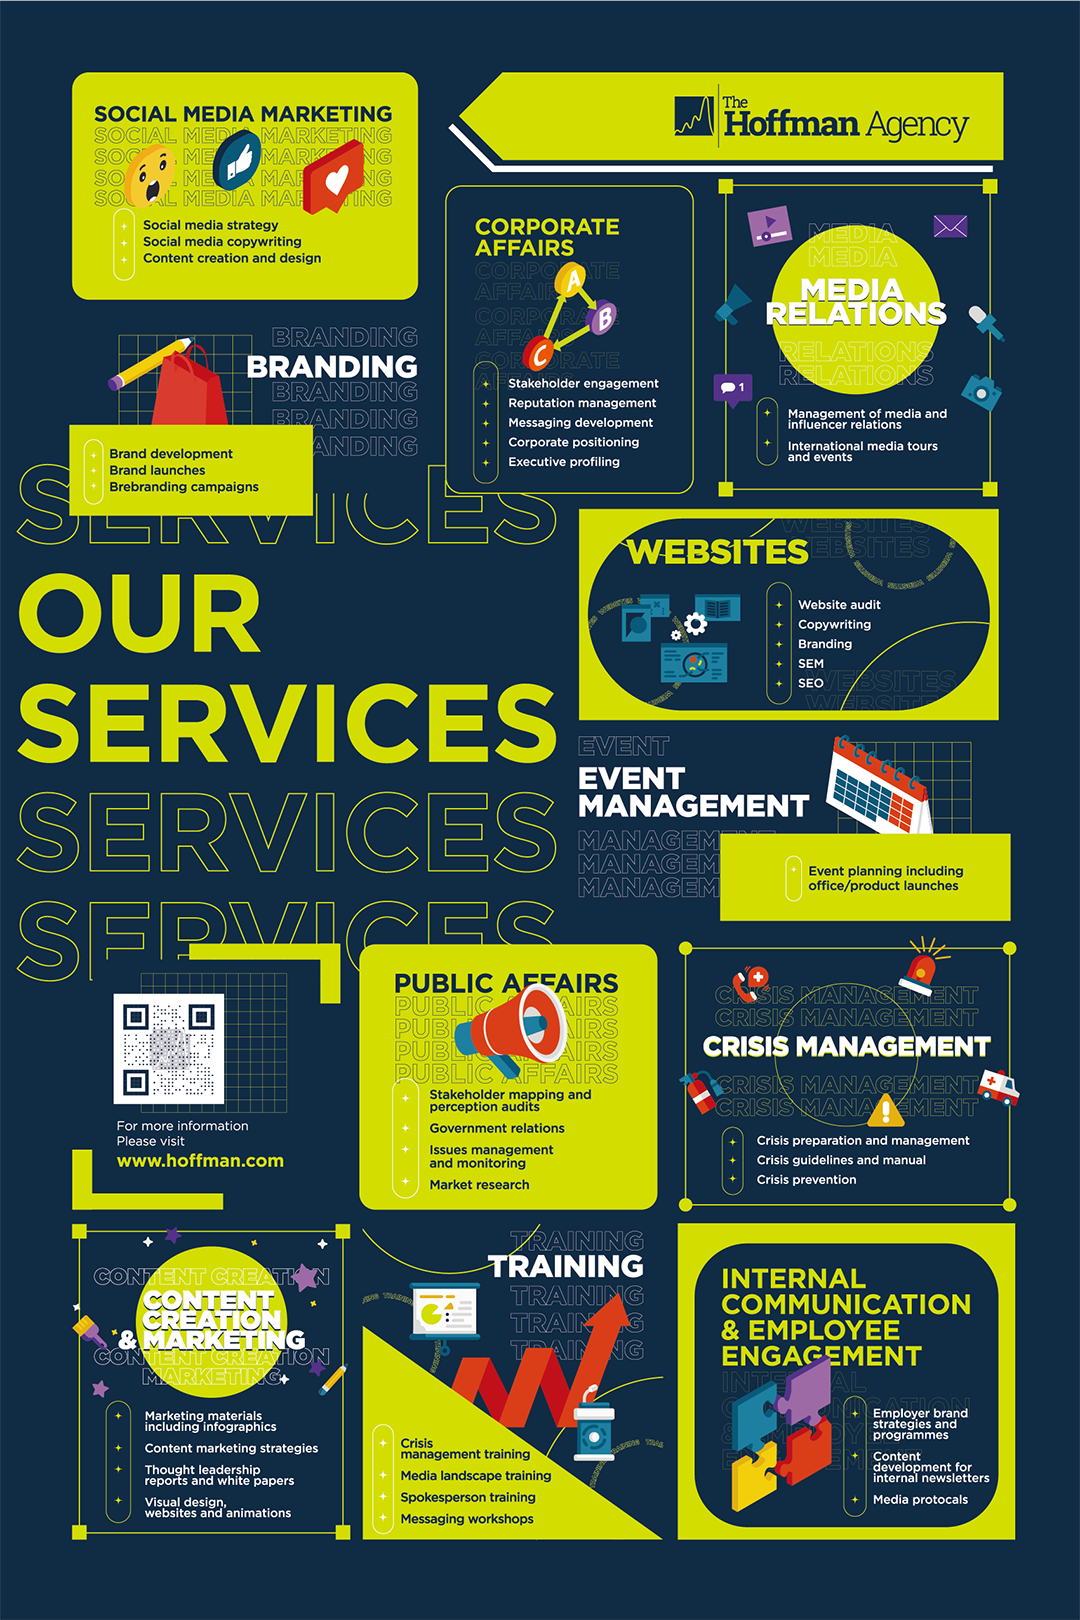 SOCIAL MEDIA MARKETING
SOCIAL MEDIA MARKETING
SOCIAL MEDIA MARKETING
SOCIAL MEDIA MARKETING
SOCIAL MEDIA MARKETING
Social media strategy
Social media copywriting
Content creation and design
The
Hoffman Agency
CORPORATE
AFFAIRS
CORPORATE
AFFAIRS
CORPORATE
AFFAIRS
CORPORATE
A
B
C
Stakeholder engagement
Reputation management
Messaging development
Corporate positioning
Executive profiling
MEDIA
MEDIA
MEDIA
RELATIONS
RELATIONS
RELATIONS
1
Management of media and
influencer relations
International media tours
and events
BRANDING
BRANDING
BRANDING
BRANDING
BRANDING
Brand development
Brand launches
Brebranding campaigns
SERVICES
OUR
SERVICES
SERVICES
SERVICES
WEBSITES
WEBSITES
WEBSITES
Website audit
Copywriting
Branding
SEM
SEO
WEBSITES
WEBSITES
EVENT
EVENT
MANAGEMENT
MANAGEMENT
MANAGEM
MANAGEM
Event planning including
office/product launches
For more information
Please visit
www.hoffman.com
PUBLIC AFFAIRS
PUBLIC AFFAIRS
PUBLIC AFFAIRS
PUBLIC AFFAIRS
PUBLIC AFFAIRS
Stakeholder mapping and
perception audits
Government relations
Issues management
and monitoring
Market research
CRISIS MANAGEMENT
CRISIS MANAGEMENT
CRISIS MANAGEMENT
CRISIS MANAGEMENT
CRISIS MANAGEMENT
Crisis preparation and management
Crisis guidelines and manual
Crisis prevention
CONTENT CREATION
CONTENT
CREATION
& MARKETING
CONTENT CREATION
MARKETING
Marketing materials
including infographics
Content marketing strategies
Thought leadership
reports and white papers
Visual design,
websites and animations
TRAINING
TRAINING
TRAINING
TRAINING
TRAINING
Crisis
management training
Media landscape training
Spokesperson training
Messaging workshops
INTERNAL
COMMUNICATION
& EMPLOYEE
ENGAGEMENT
INTERNAL
Employer brand
strategies and
programmes
Content
development for
internal newsletters
Media protocals